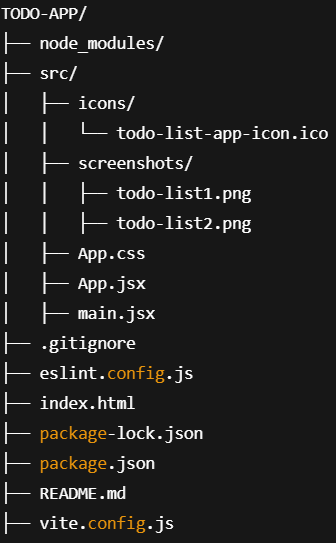 TODO-APP/
├── node_modules/
├── src/
│   ├── icons/
│   │   └── todo-list-app-icon.ico
│   ├── screenshots/
│   │   ├── todo-list1.png
│   │   ├── todo-list2.png
│   ├── App.css
│   ├── App.jsx
│   ├── main.jsx
├── .gitignore
├── eslint.config.js
├── index.html
├── package-lock.json
├── package.json
├── README.md
├── vite.config.js